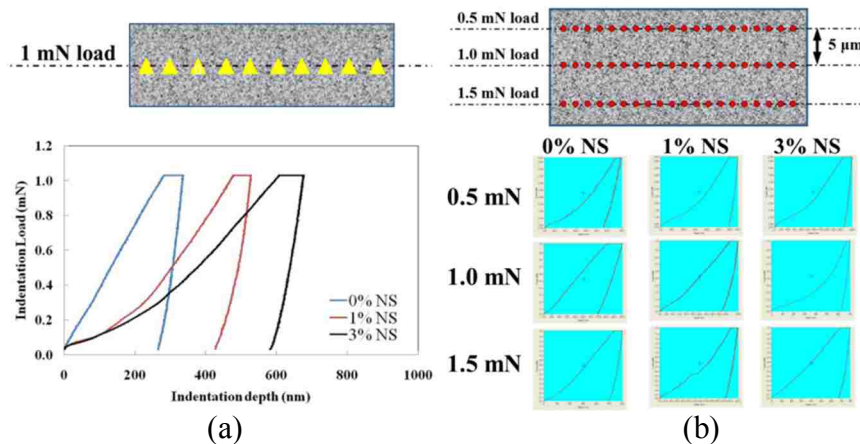 1 mN load
1.2
1.0
0.8
0.6
0.4
0.2
0.0
Indentation Load (mN)
0% NS
1% NS
3% NS
0 200 400 600 800 1000
Indentation depth (nm)
(a)
0.5 mN load
1.0 mN load
1.5 mN load
5 µm
0% NS 1% NS 3% NS
0.5 mN
1.0 mN
1.5 mN
(b)